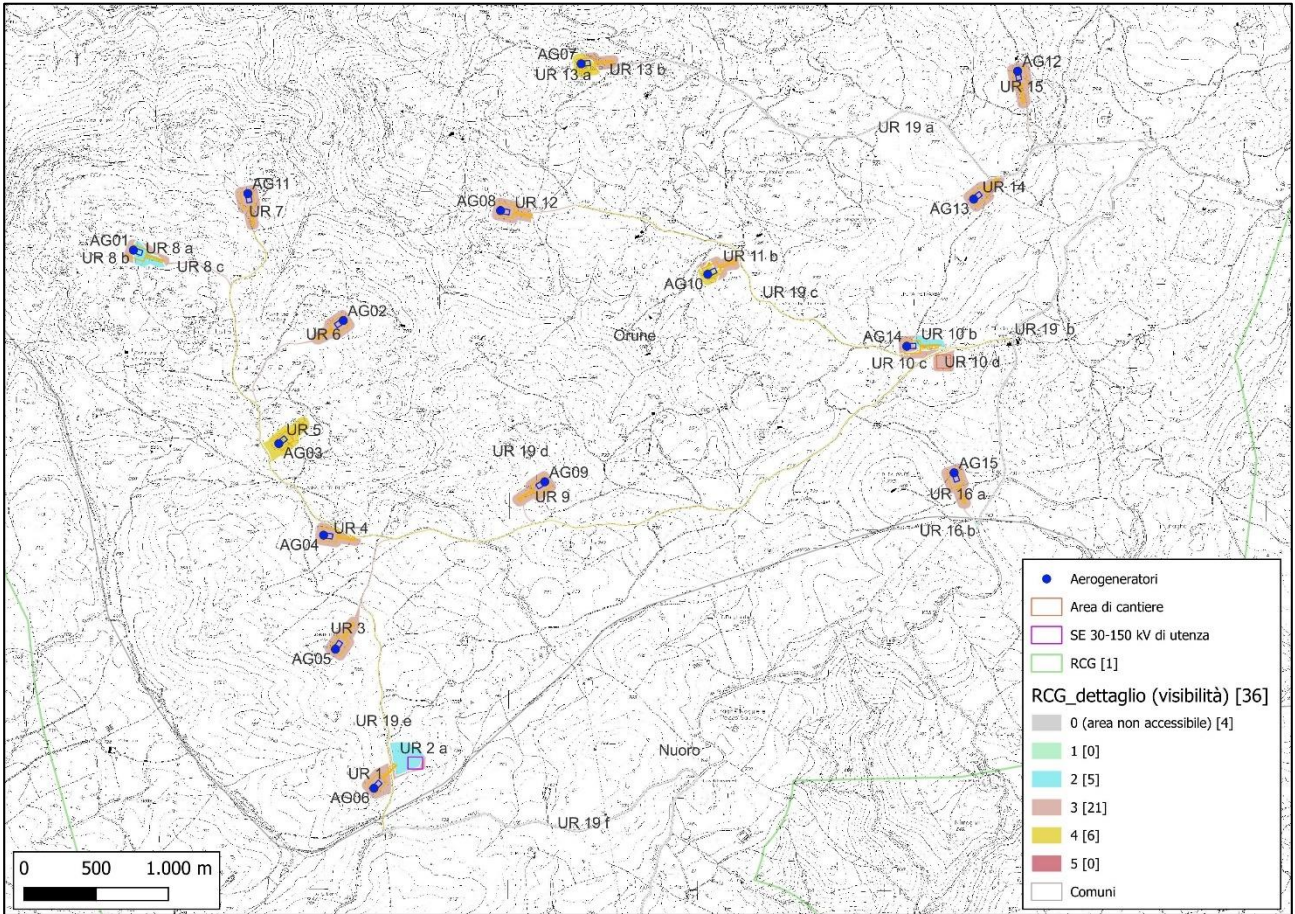 AG07
UR 13 a
UR 13 b
AG12
UR 15
UR 19 a
AG11
UR 7
AG08
UR 12
UR 14
AG13
AG01
UR 8 a
UR 8 b
UR 8 c
UR 11 b
AG10
UR 19 c
AG02
UR 6
Orune
AG14
UR 10 b
UR 19 b
UR 10 c
UR 10 d
UR 5
AG03
UR 19 d
AG09
UR 9
AG15
UR 16 a
UR 16 b
UR 4
AG04
UR 3
AG05
UR 19 e
UR 2 a
UR 1
AG06
Nuoro
UR 19 f
0 500 1.000 m
Aerogeneratori
Area di cantiere
SE 30-150 kV di utenza
RCG [1]
RCG_dettaglio (visibilità) [36]
0 (area non accessibile) [4]
1 [0]
2 [5]
3 [21]
4 [6]
5 [0]
Comuni